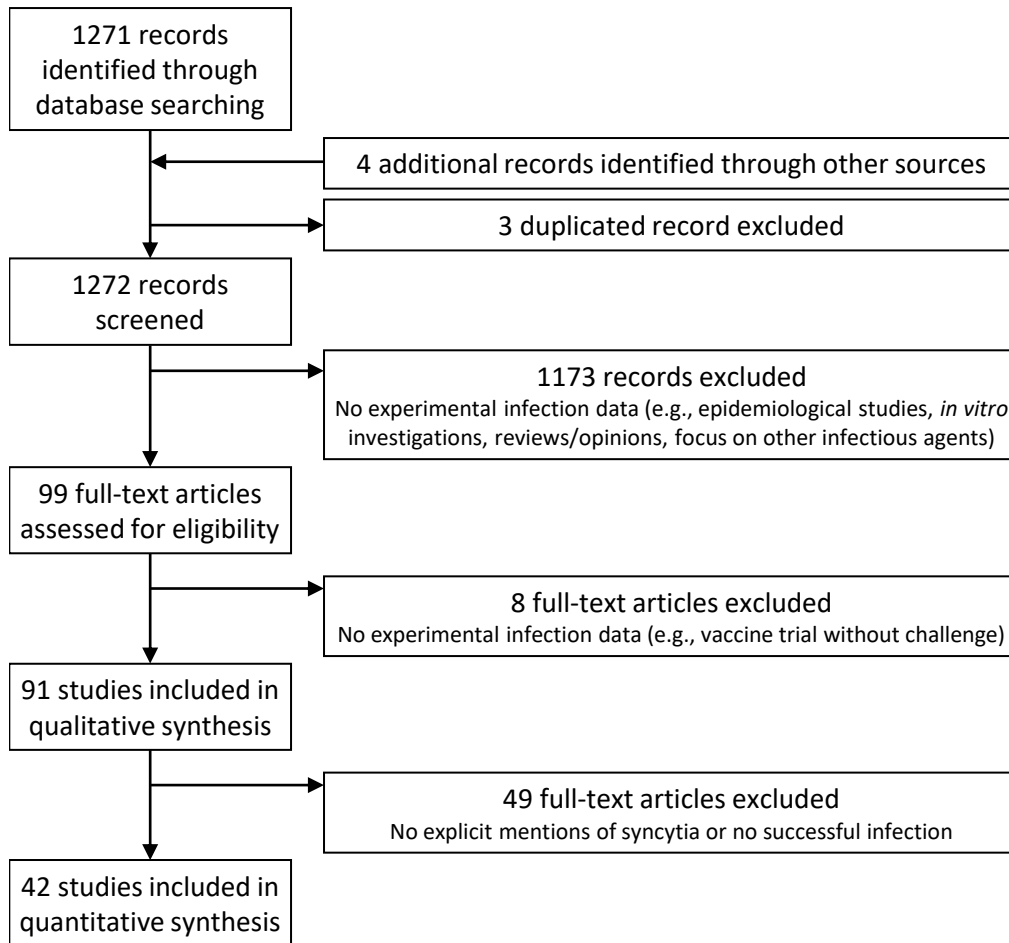 1271 records
identified through
database searching
4 additional records identified through other sources
3 duplicated record excluded
1272 records
screened
1173 records excluded
No experimental infection data (e.g., epidemiological studies, in vitro
investigations, reviews/opinions, focus on other infectious agents)
99 full-text articles
assessed for eligibility
8 full-text articles excluded
No experimental infection data (e.g., vaccine trial without challenge)
91 studies included in
qualitative synthesis
49 full-text articles excluded
No explicit mentions of syncytia or no successful infection
42 studies included in
quantitative synthesis